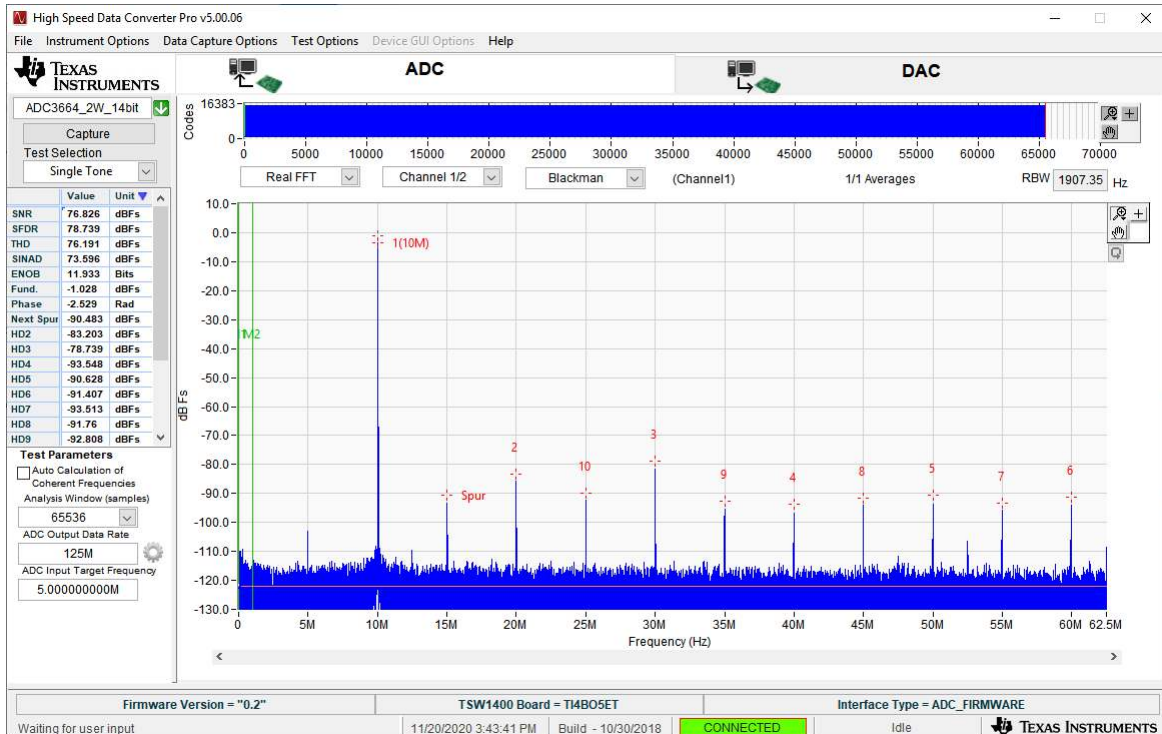 High Speed Data Converter Pro v5.00.06
File Instrument Options Data Capture Options Test Options Device GUI Options Help
TEXAS INSTRUMENTS
ADC
DAC
ADC3664_2W_14bit
Capture
Test Selection
Single Tone
Value Unit
SNR 76.826 dBFs
SFDR 78.739 dBFs
THD 76.191 dBFs
SINAD 73.596 dBFs
ENOB 11.933 Bits
Fund. -1.028 dBFs
Phase -2.529 Rad
Next Spur -90.483 dBFs
HD2 -83.203 dBFs
HD3 -78.739 dBFs
HD4 -93.548 dBFs
HD5 -90.628 dBFs
HD6 -91.407 dBFs
HD7 -93.513 dBFs
HD8 -91.76 dBFs
HD9 -92.808 dBFs
Test Parameters
Auto Calculation of
Coherent Frequencies
Analysis Window (samples)
65536
ADC Output Data Rate
125M
ADC Input Target Frequency
5.000000000M
Codes
16383
0
0 5000 10000 15000 20000 25000 30000 35000 40000 45000 50000 55000 60000 65000 70000
Real FFT Channel 1/2 Blackman (Channel1) 1/1 Averages RBW 1907.35 Hz
dB Fs
10.0
0.0
-10.0
-20.0
-30.0
-40.0
-50.0
-60.0
-70.0
-80.0
-90.0
-100.0
-110.0
-120.0
-130.0
1(10M)
Spur
2
10
3
9
4
8
5
7
6
0 5M 10M 15M 20M 25M 30M 35M 40M 45M 50M 55M 60M 62.5M
Frequency (Hz)
Firmware Version = "0.2" TSW1400 Board = TI4BO5ET Interface Type = ADC_FIRMWARE
Waiting for user input 11/20/2020 3:43:41 PM Build - 10/30/2018 CONNECTED Idle TEXAS INSTRUMENTS